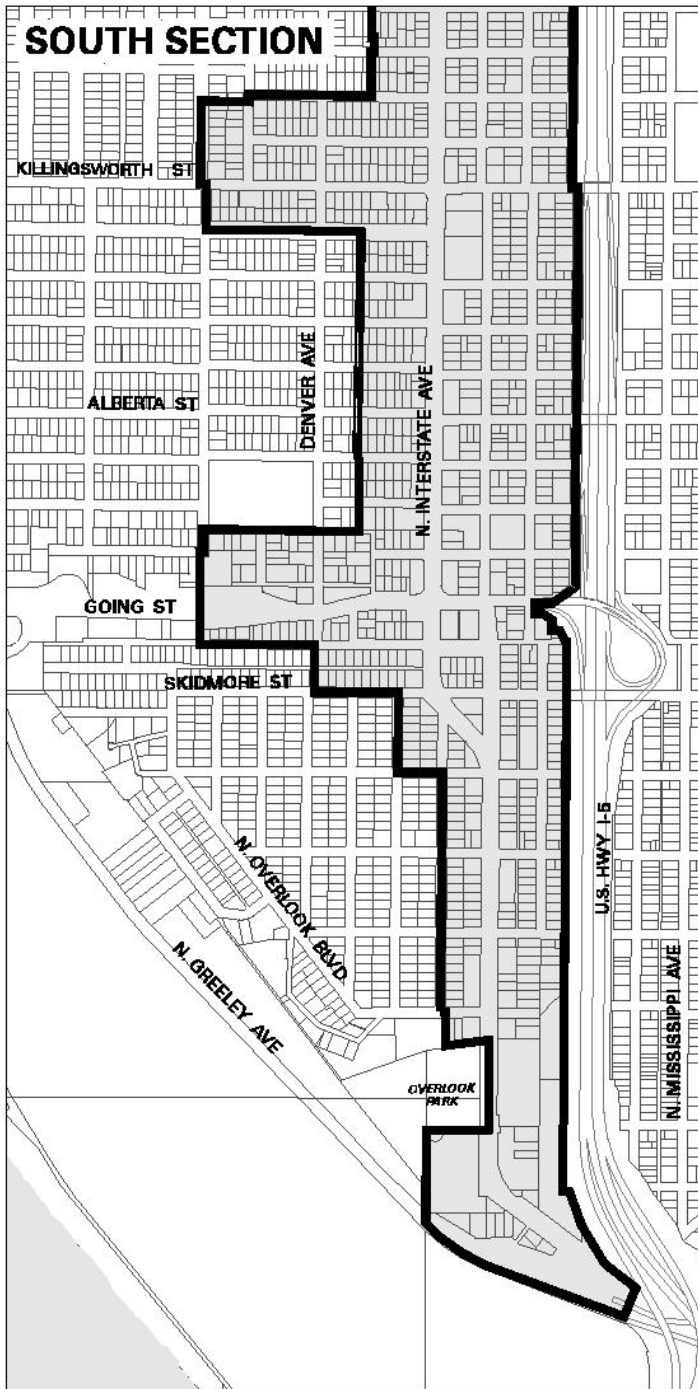 SOUTH SECTION
KILLINGSWORTH ST
DENVER AVE
N. INTERSTATE AVE
ALBERTA ST
GOING ST
SKIDMORE ST
N. OVERLOOK BLVD
U.S. HWY I-5
N. GREELEY AVE
N. MISSISSIPPI AVE
OVERLOOK
PARK